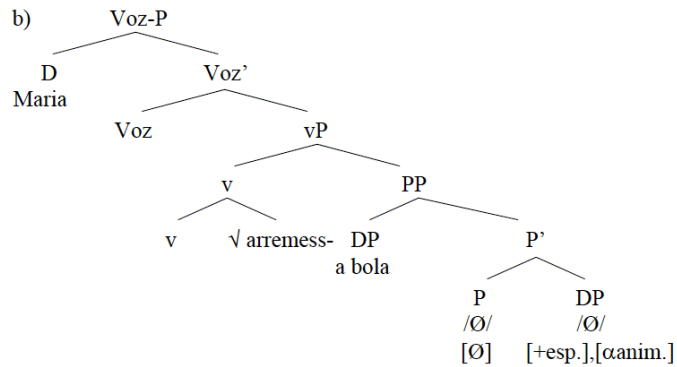 b) Voz-P
D Voz’
Maria
Voz vP
v PP
v √ arremess- DP P’
a bola
P DP
/Ø/ /Ø/
[Ø] [+esp.],[αanim.]